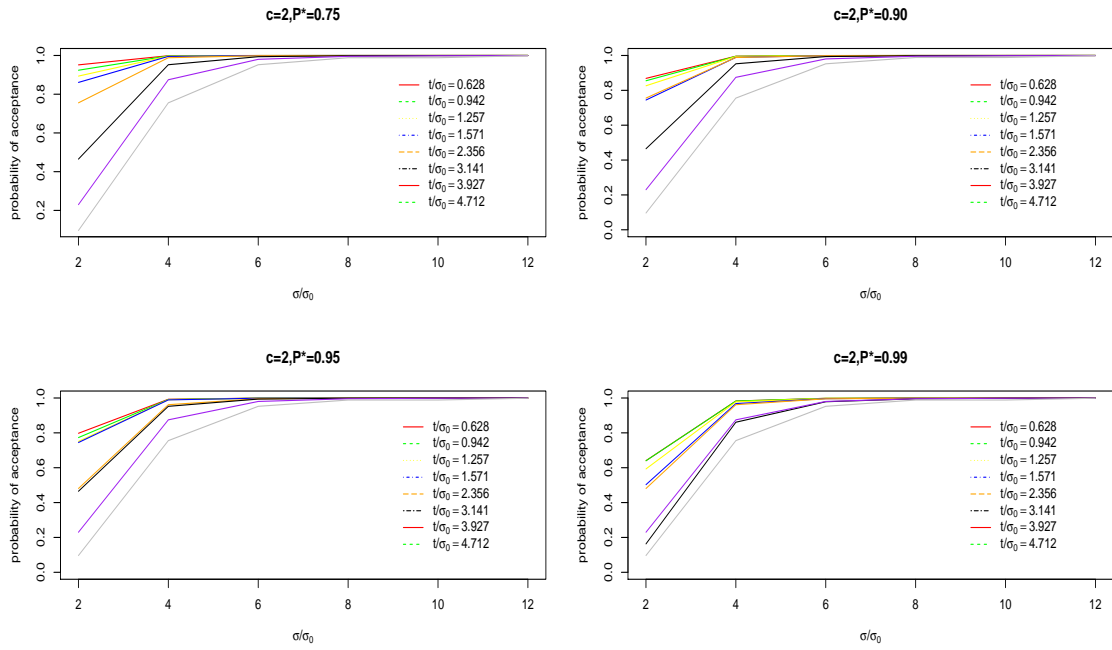 c=2,P*=0.75
probability of acceptance
1.0
0.8
0.6
0.4
0.2
t/σ₀ = 0.628
t/σ₀ = 0.942
t/σ₀ = 1.257
t/σ₀ = 1.571
t/σ₀ = 2.356
t/σ₀ = 3.141
t/σ₀ = 3.927
t/σ₀ = 4.712
2 4 6 8 10 12
σ/σ₀
c=2,P*=0.90
probability of acceptance
1.0
0.8
0.6
0.4
0.2
0.0
t/σ₀ = 0.628
t/σ₀ = 0.942
t/σ₀ = 1.257
t/σ₀ = 1.571
t/σ₀ = 2.356
t/σ₀ = 3.141
t/σ₀ = 3.927
t/σ₀ = 4.712
2 4 6 8 10 12
σ/σ₀
c=2,P*=0.95
probability of acceptance
1.0
0.8
0.6
0.4
0.2
0.0
t/σ₀ = 0.628
t/σ₀ = 0.942
t/σ₀ = 1.257
t/σ₀ = 1.571
t/σ₀ = 2.356
t/σ₀ = 3.141
t/σ₀ = 3.927
t/σ₀ = 4.712
2 4 6 8 10 12
σ/σ₀
c=2,P*=0.99
probability of acceptance
1.0
0.8
0.6
0.4
0.2
0.0
t/σ₀ = 0.628
t/σ₀ = 0.942
t/σ₀ = 1.257
t/σ₀ = 1.571
t/σ₀ = 2.356
t/σ₀ = 3.141
t/σ₀ = 3.927
t/σ₀ = 4.712
2 4 6 8 10 12
σ/σ₀